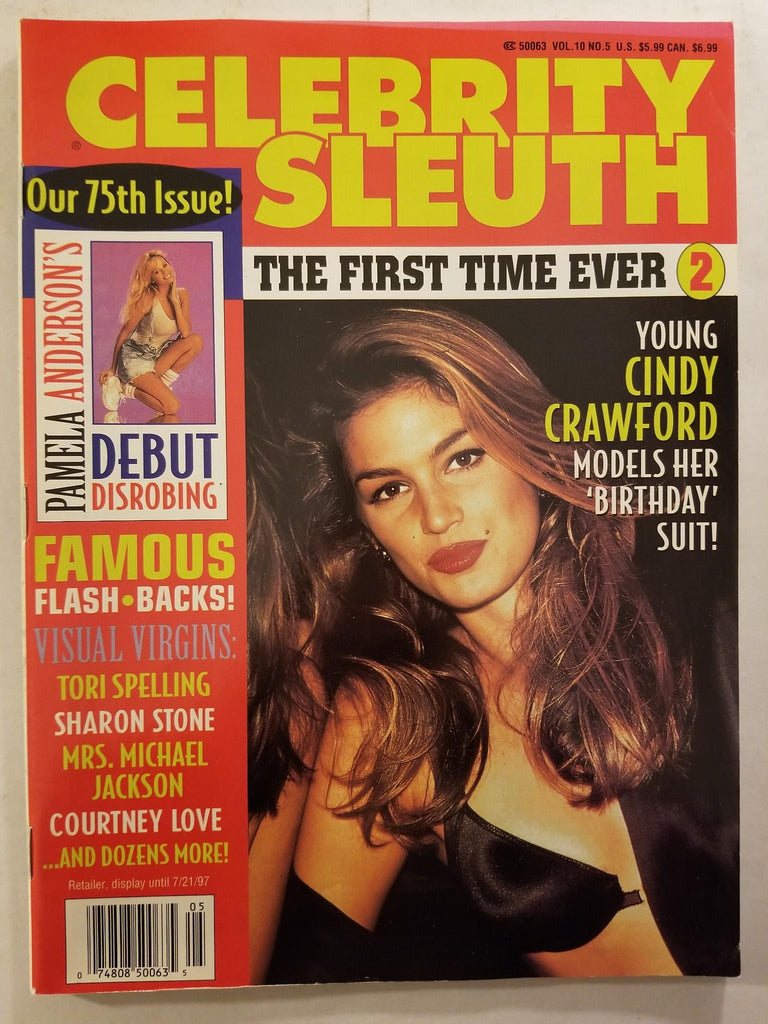 CC 50063 VOL.10 NO.5 U.S. $5.99 CAN. $6.99
CELEBRITY
SLEUTH
®
Our 75th Issue!
THE FIRST TIME EVER 2
PAMELA ANDERSON'S
DEBUT
DISROBING
YOUNG
CINDY
CRAWFORD
MODELS HER
'BIRTHDAY'
SUIT!
FAMOUS
FLASH•BACKS!
VISUAL VIRGINS:
TORI SPELLING
SHARON STONE
MRS. MICHAEL
JACKSON
COURTNEY LOVE
...AND DOZENS MORE!
Retailer, display until 7/21/97
05
0 74808 50063 5